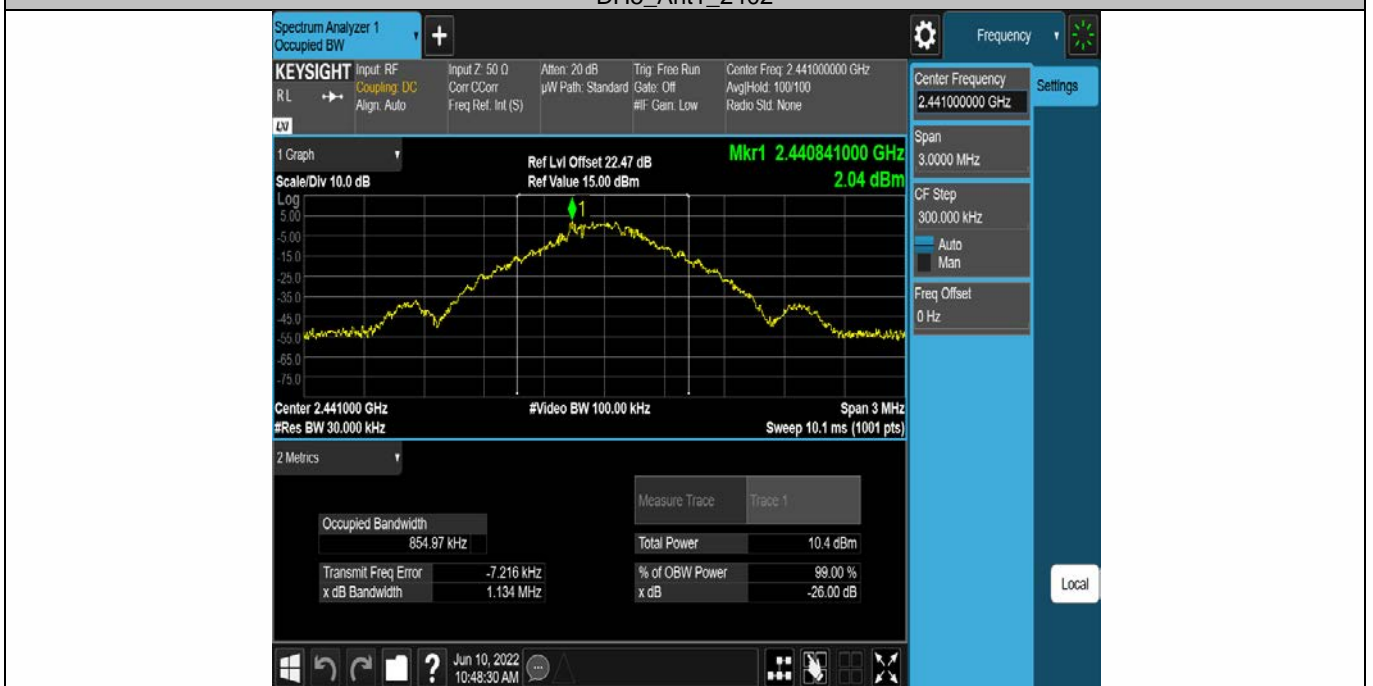 Spectrum Analyzer 1
Occupied BW
+
Frequency
KEYSIGHT
RL
LXI
Input: RF
Coupling: DC
Align: Auto
Input Z: 50 Ω
Corr CCorr
Freq Ref: Int (S)
Atten: 20 dB
µW Path: Standard
Trig: Free Run
Gate: Off
#IF Gain: Low
Center Freq: 2.441000000 GHz
Avg|Hold: 100/100
Radio Std: None
Center Frequency
2.441000000 GHz
Settings
Span
3.0000 MHz
CF Step
300.000 kHz
Auto
Man
Freq Offset
0 Hz
1 Graph
Scale/Div 10.0 dB
Ref Lvl Offset 22.47 dB
Ref Value 15.00 dBm
Mkr1 2.440841000 GHz
2.04 dBm
Log
5.00
-5.00
-15.0
-25.0
-35.0
-45.0
-55.0
-65.0
-75.0
1
Center 2.441000 GHz
#Res BW 30.000 kHz
#Video BW 100.00 kHz
Span 3 MHz
Sweep 10.1 ms (1001 pts)
2 Metrics
Measure Trace Trace 1
Occupied Bandwidth
854.97 kHz
Total Power 10.4 dBm
Transmit Freq Error -7.216 kHz
% of OBW Power 99.00 %
x dB Bandwidth 1.134 MHz
x dB -26.00 dB
Local
?
Jun 10, 2022
10:48:30 AM